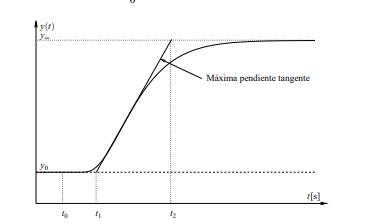 y(t)
y∞
Máxima pendiente tangente
y0
t[s]
t0 t1 t2